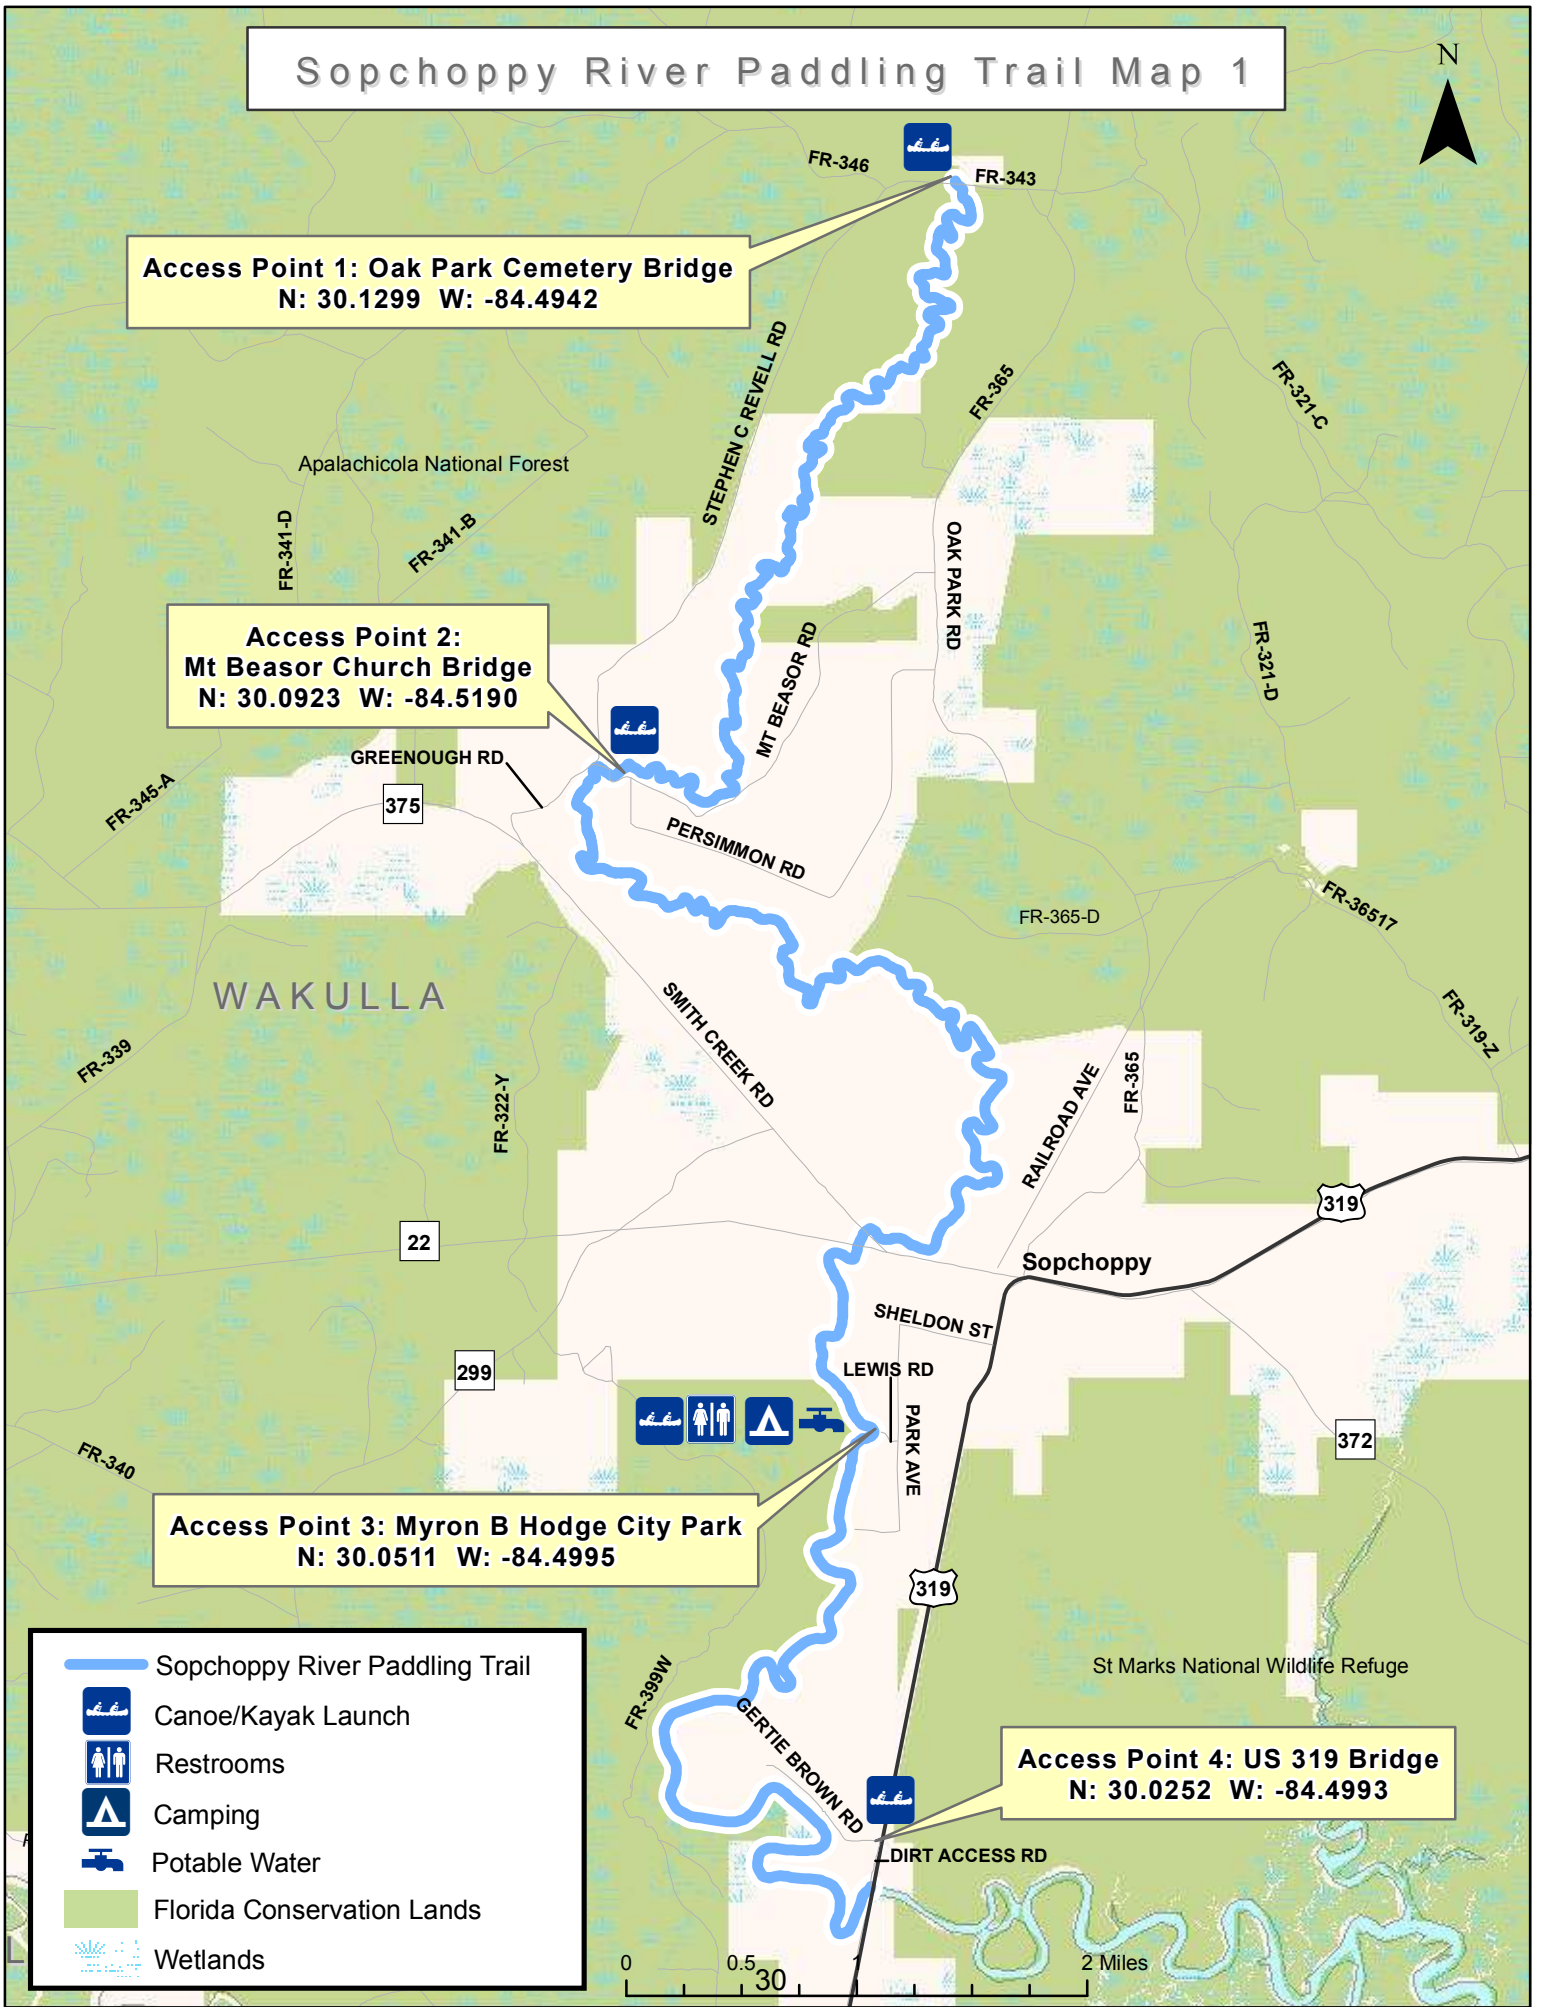 Sopchoppy River Paddling Trail Map 1
N
FR-346
FR-343
Access Point 1: Oak Park Cemetery Bridge
N: 30.1299 W: -84.4942
STEPHEN C REVELL RD
FR-365
FR-321-C
Apalachicola National Forest
FR-341-D
FR-341-B
OAK PARK RD
Access Point 2:
Mt Beasor Church Bridge
N: 30.0923 W: -84.5190
MT BEASOR RD
FR-321-D
GREENOUGH RD
FR-345-A
375
PERSIMMON RD
FR-365-D
FR-36517
WAKULLA
SMITH CREEK RD
FR-319-Z
FR-339
FR-322-Y
RAILROAD AVE
FR-365
319
22
Sopchoppy
SHELDON ST
299
LEWIS RD
PARK AVE
372
FR-340
Access Point 3: Myron B Hodge City Park
N: 30.0511 W: -84.4995
319
FR-399W
St Marks National Wildlife Refuge
GERTIE BROWN RD
Access Point 4: US 319 Bridge
N: 30.0252 W: -84.4993
DIRT ACCESS RD
Sopchoppy River Paddling Trail
Canoe/Kayak Launch
Restrooms
Camping
Potable Water
Florida Conservation Lands
Wetlands
0 0.5 1 2 Miles
30